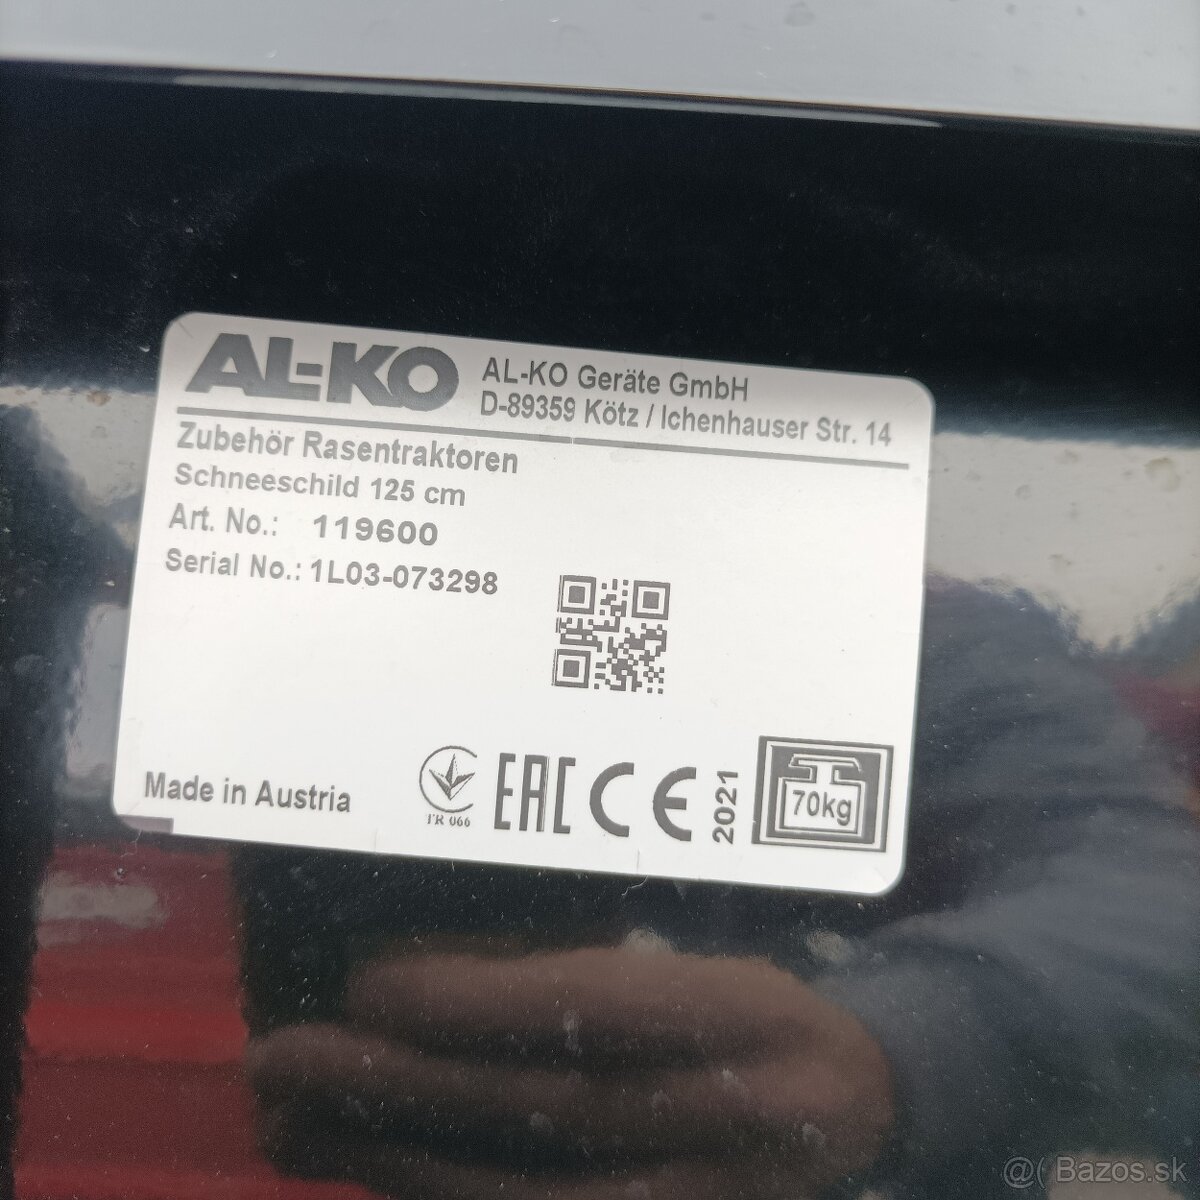 AL-KO
AL-KO Geräte GmbH
D-89359 Kötz / Ichenhauser Str. 14
Zubehör Rasentraktoren
Schneeschild 125 cm
Art. No.: 119600
Serial No.: 1L03-073298
Made in Austria
TR 066
EAC
CE
2021
70kg
@( Bazos.sk